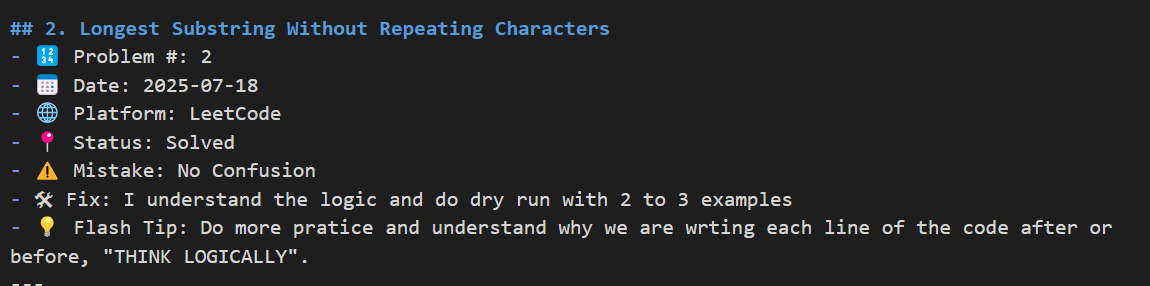 ## 2. Longest Substring Without Repeating Characters
- 🔢 Problem #: 2
- 📅 Date: 2025-07-18
- 🌐 Platform: LeetCode
- 📍 Status: Solved
- ⚠️ Mistake: No Confusion
- 🛠 Fix: I understand the logic and do dry run with 2 to 3 examples
- 💡 Flash Tip: Do more pratice and understand why we are wrting each line of the code after or
before, "THINK LOGICALLY".
---